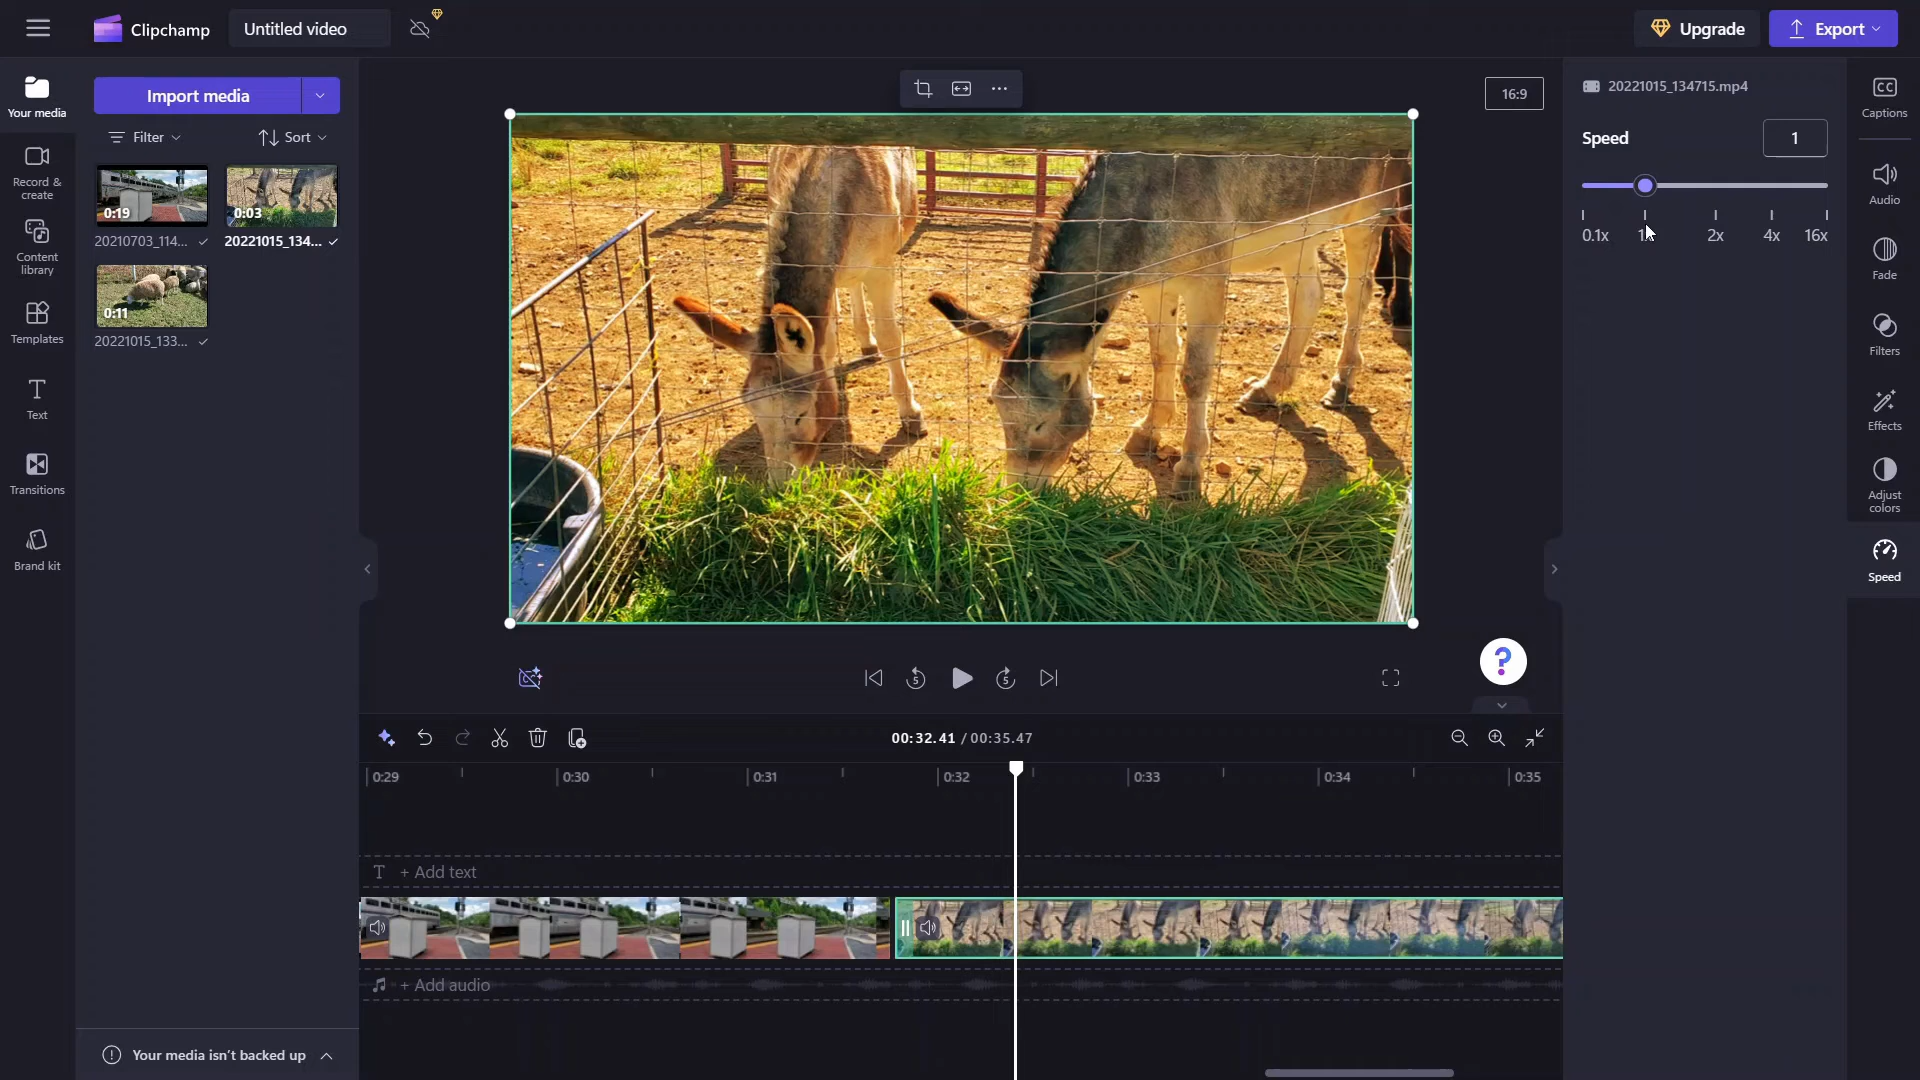 Clipchamp
Untitled video
Upgrade
Export
Your media
Record &
create
Content
library
Templates
Text
Transitions
Brand kit
Import media
Filter
Sort
0:19
20210703_114...
0:03
20221015_134...
0:11
20221015_133...
Your media isn't backed up
16:9
5
5
?
00:32.41 / 00:35.47
0:29
0:30
0:31
0:32
0:33
0:34
0:35
T + Add text
+ Add audio
20221015_134715.mp4
Speed
1
0.1x
1x
2x
4x
16x
CC
Captions
Audio
Fade
Filters
Effects
Adjust
colors
Speed